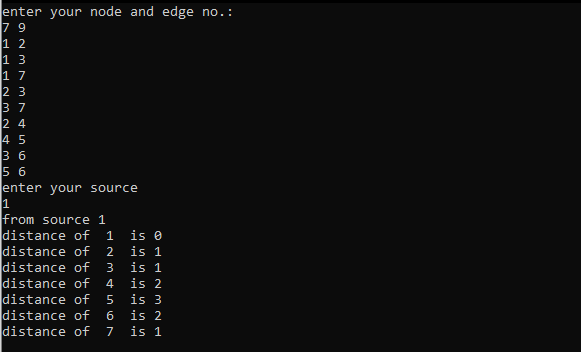 enter your node and edge no.:
7 9
1 2
1 3
1 7
2 3
3 7
2 4
4 5
3 6
5 6
enter your source
1
from source 1
distance of  1  is 0
distance of  2  is 1
distance of  3  is 1
distance of  4  is 2
distance of  5  is 3
distance of  6  is 2
distance of  7  is 1